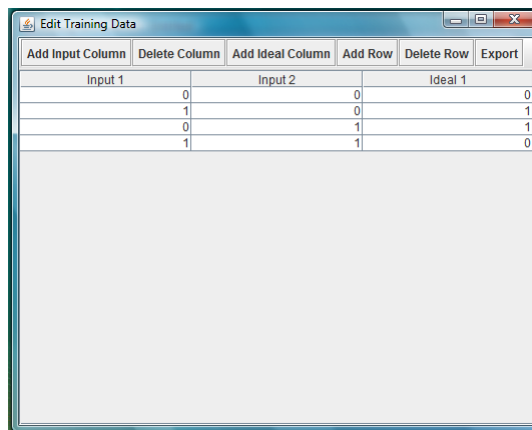 Edit Training Data
Add Input Column Delete Column Add Ideal Column Add Row Delete Row Export
Input 1 Input 2 Ideal 1
0 0 0
1 0 1
0 1 1
1 1 0